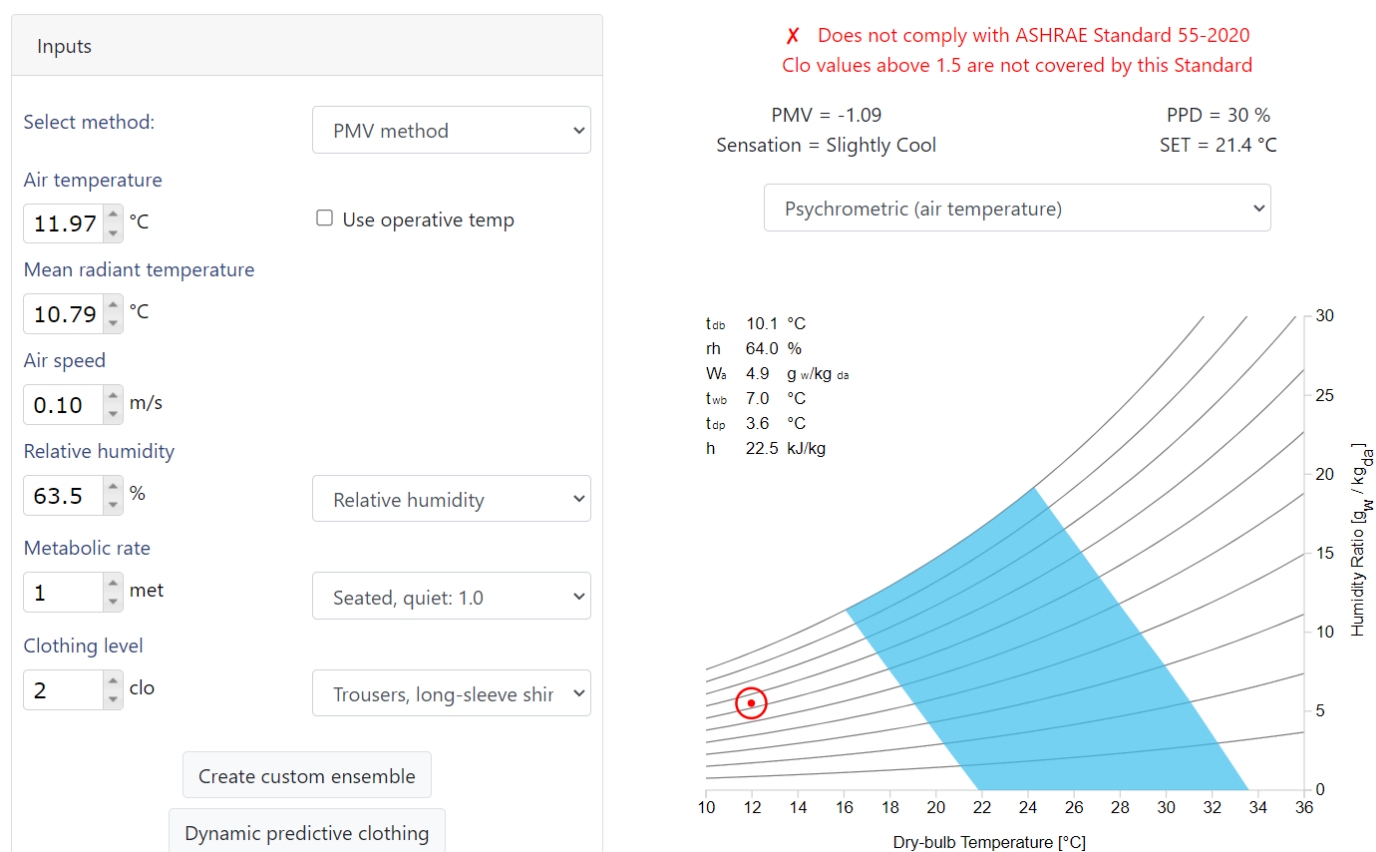 Inputs
Select method:
PMV method
Air temperature
11.97 °C
Use operative temp
Mean radiant temperature
10.79 °C
Air speed
0.10 m/s
Relative humidity
63.5 %
Relative humidity
Metabolic rate
1 met
Seated, quiet: 1.0
Clothing level
2 clo
Trousers, long-sleeve shir
Create custom ensemble
Dynamic predictive clothing
✗ Does not comply with ASHRAE Standard 55-2020
Clo values above 1.5 are not covered by this Standard
PMV = -1.09 PPD = 30 %
Sensation = Slightly Cool SET = 21.4 °C
Psychrometric (air temperature)
tdb 10.1 °C
rh 64.0 %
Wa 4.9 g w/kg da
twb 7.0 °C
tdp 3.6 °C
h 22.5 kJ/kg
30
25
20
15
10
5
0
Humidity Ratio [gw / kgda]
10 12 14 16 18 20 22 24 26 28 30 32 34 36
Dry-bulb Temperature [°C]